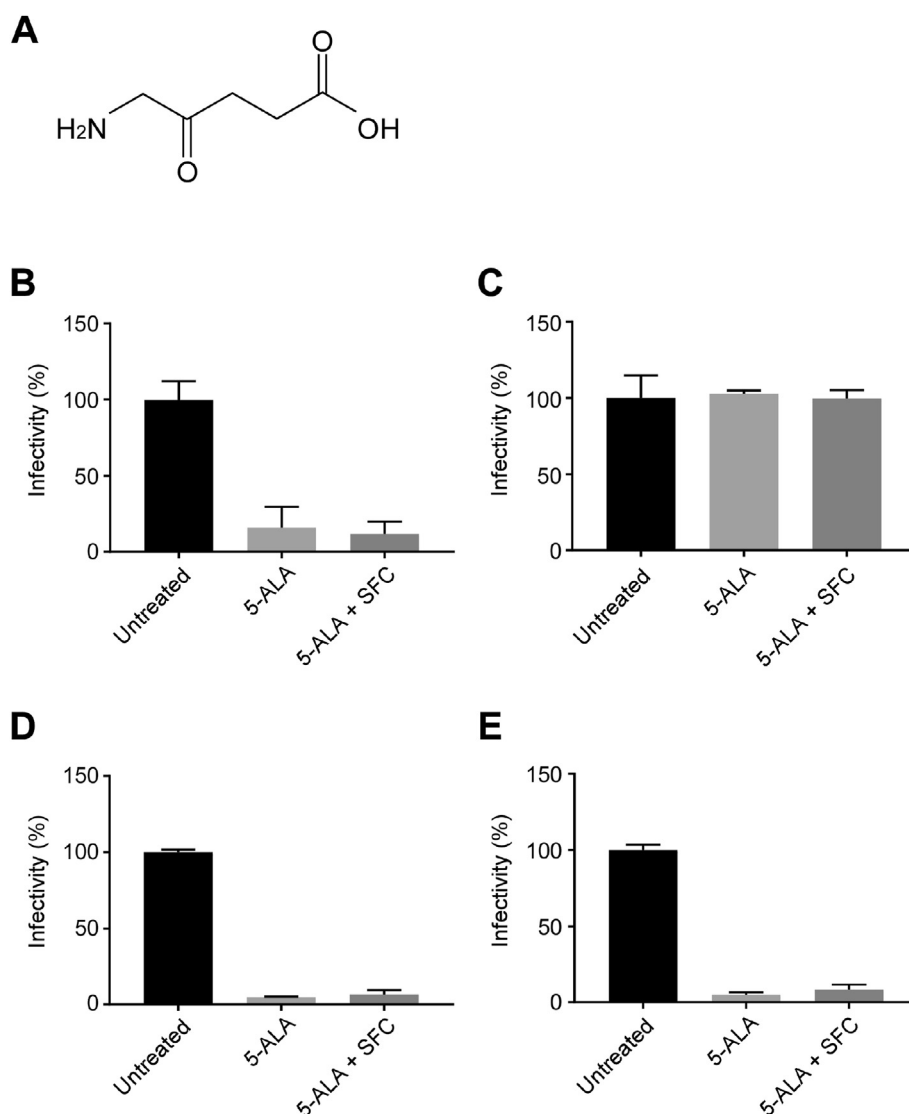 A
O
H2N
OH
O
B
Infectivity (%)
150
100
50
0
Untreated
5-ALA
5-ALA + SFC
C
Infectivity (%)
150
100
50
0
Untreated
5-ALA
5-ALA + SFC
D
Infectivity (%)
150
100
50
0
Untreated
5-ALA
5-ALA + SFC
E
Infectivity (%)
150
100
50
0
Untreated
5-ALA
5-ALA + SFC